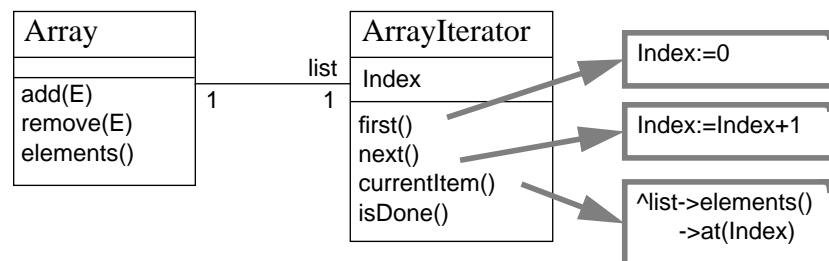 Array
add(E)
remove(E)
elements()
1
list
1
ArrayIterator
Index
first()
next()
currentItem()
isDone()
Index:=0
Index:=Index+1
^list->elements()
->at(Index)